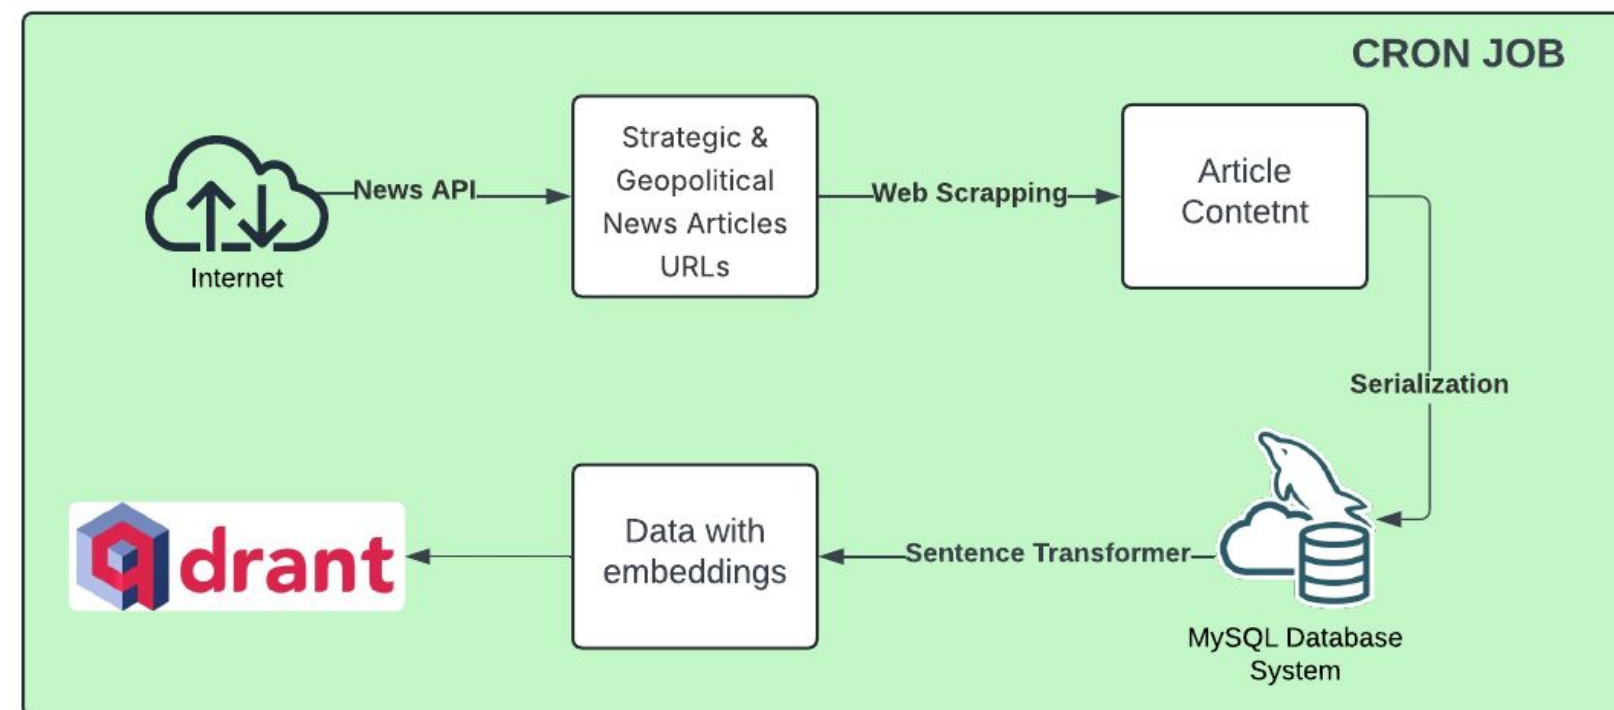 CRON JOB
Strategic &
Geopolitical
News Articles
URLs
News API
Web Scrapping
Article
Contetnt
Internet
Serialization
qdrant
Data with
embeddings
Sentence Transformer
MySQL Database
System